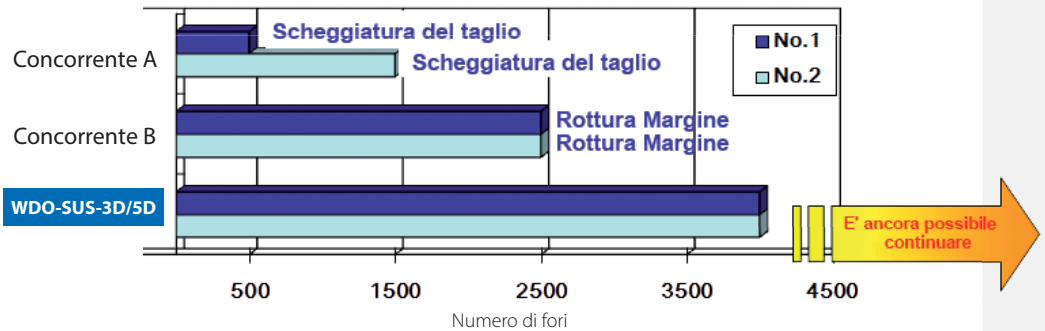 Scheggiatura del taglio
No.1
Concorrente A
Scheggiatura del taglio
No.2
Rottura Margine
Concorrente B
Rottura Margine
WDO-SUS-3D/5D
E' ancora possibile
continuare
500 1500 2500 3500 4500
Numero di fori